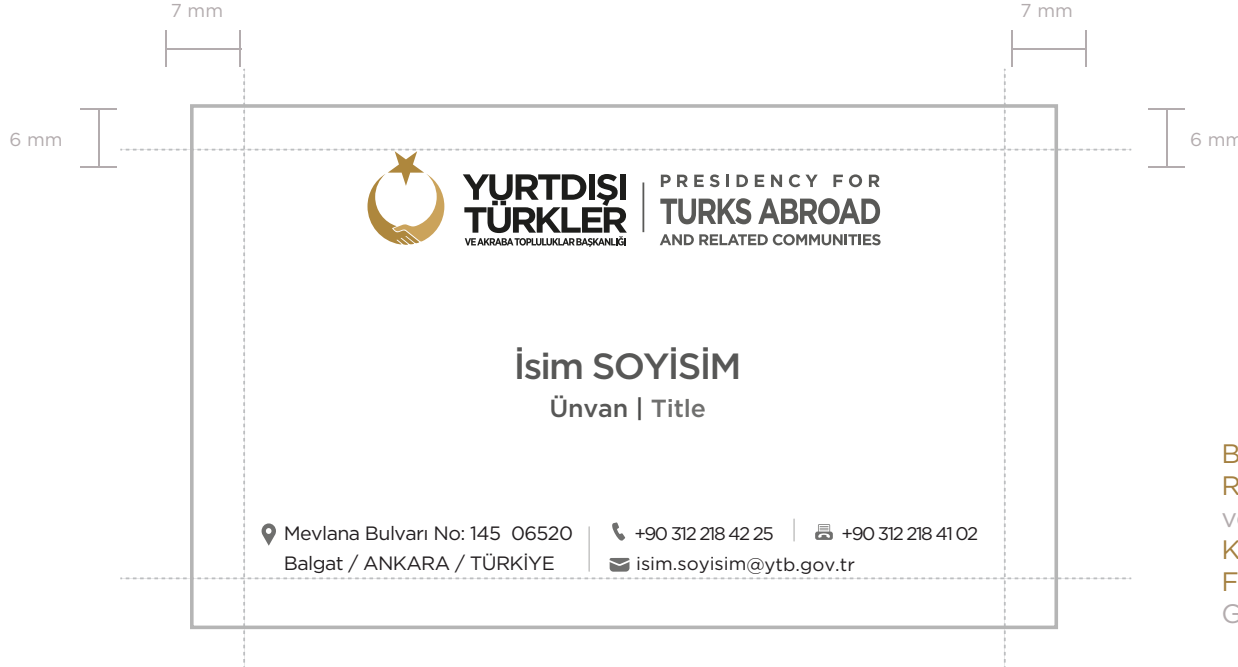 7 mm
7 mm
6 mm
6 mm
YURTDIŞI
TÜRKLER
VE AKRABA TOPLULUKLAR BAŞKANLIĞI
PRESIDENCY FOR
TURKS ABROAD
AND RELATED COMMUNITIES
İsim SOYİSİM
Ünvan | Title
Mevlana Bulvarı No: 145 06520
Balgat / ANKARA / TÜRKİYE
+90 312 218 42 25
+90 312 218 41 02
isim.soyisim@ytb.gov.tr